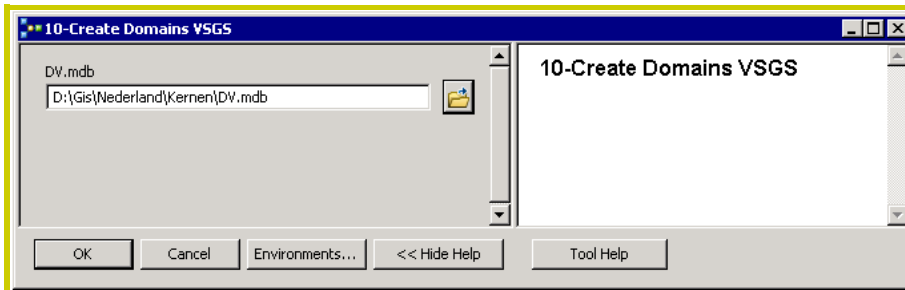 10-Create Domains VSGS
DV.mdb
D:\Gis\Nederland\Kernen\DV.mdb
10-Create Domains VSGS
OK
Cancel
Environments...
<< Hide Help
Tool Help